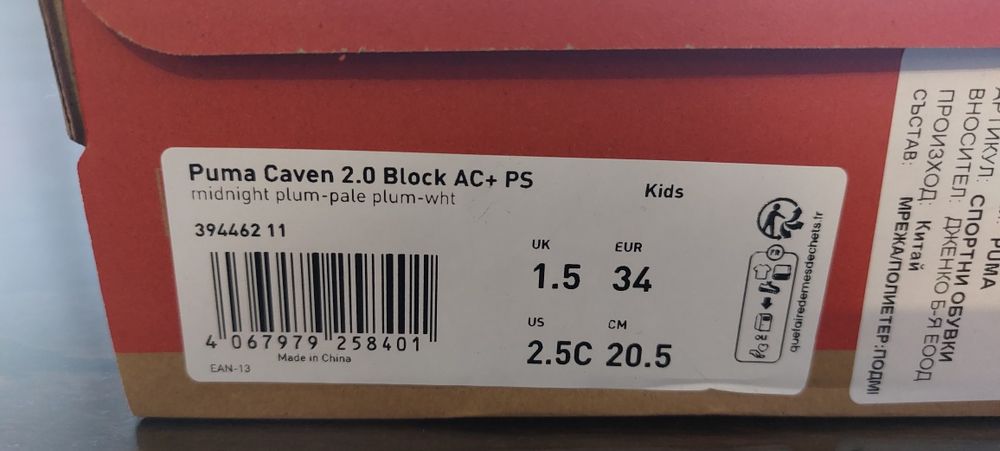 Puma Caven 2.0 Block AC+ PS
midnight plum-pale plum-wht
Kids
394462 11
4 067979 258401
Made in China
EAN-13
UK
1.5
EUR
34
US
2.5C
CM
20.5
quefairedemesdechets.fr
PUMA
АРТИКУЛ: СПОРТНИ ОБУВКИ
ВНОСИТЕЛ: ДЖЕНКО Б-Я ЕООД
ПРОИЗХОД: Китай
СЪСТАВ: МРЕЖА/ПОЛИЕТЕР:ПОДМ